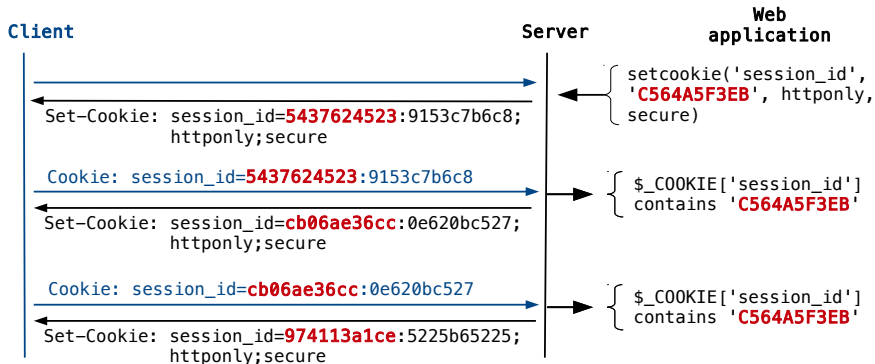 Client
Server
Web
application
setcookie('session_id',
'C564A5F3EB', httponly,
secure)
Set-Cookie: session_id=5437624523:9153c7b6c8;
httponly;secure
Cookie: session_id=5437624523:9153c7b6c8
$_COOKIE['session_id']
contains 'C564A5F3EB'
Set-Cookie: session_id=cb06ae36cc:0e620bc527;
httponly;secure
Cookie: session_id=cb06ae36cc:0e620bc527
$_COOKIE['session_id']
contains 'C564A5F3EB'
Set-Cookie: session_id=974113a1ce:5225b65225;
httponly;secure